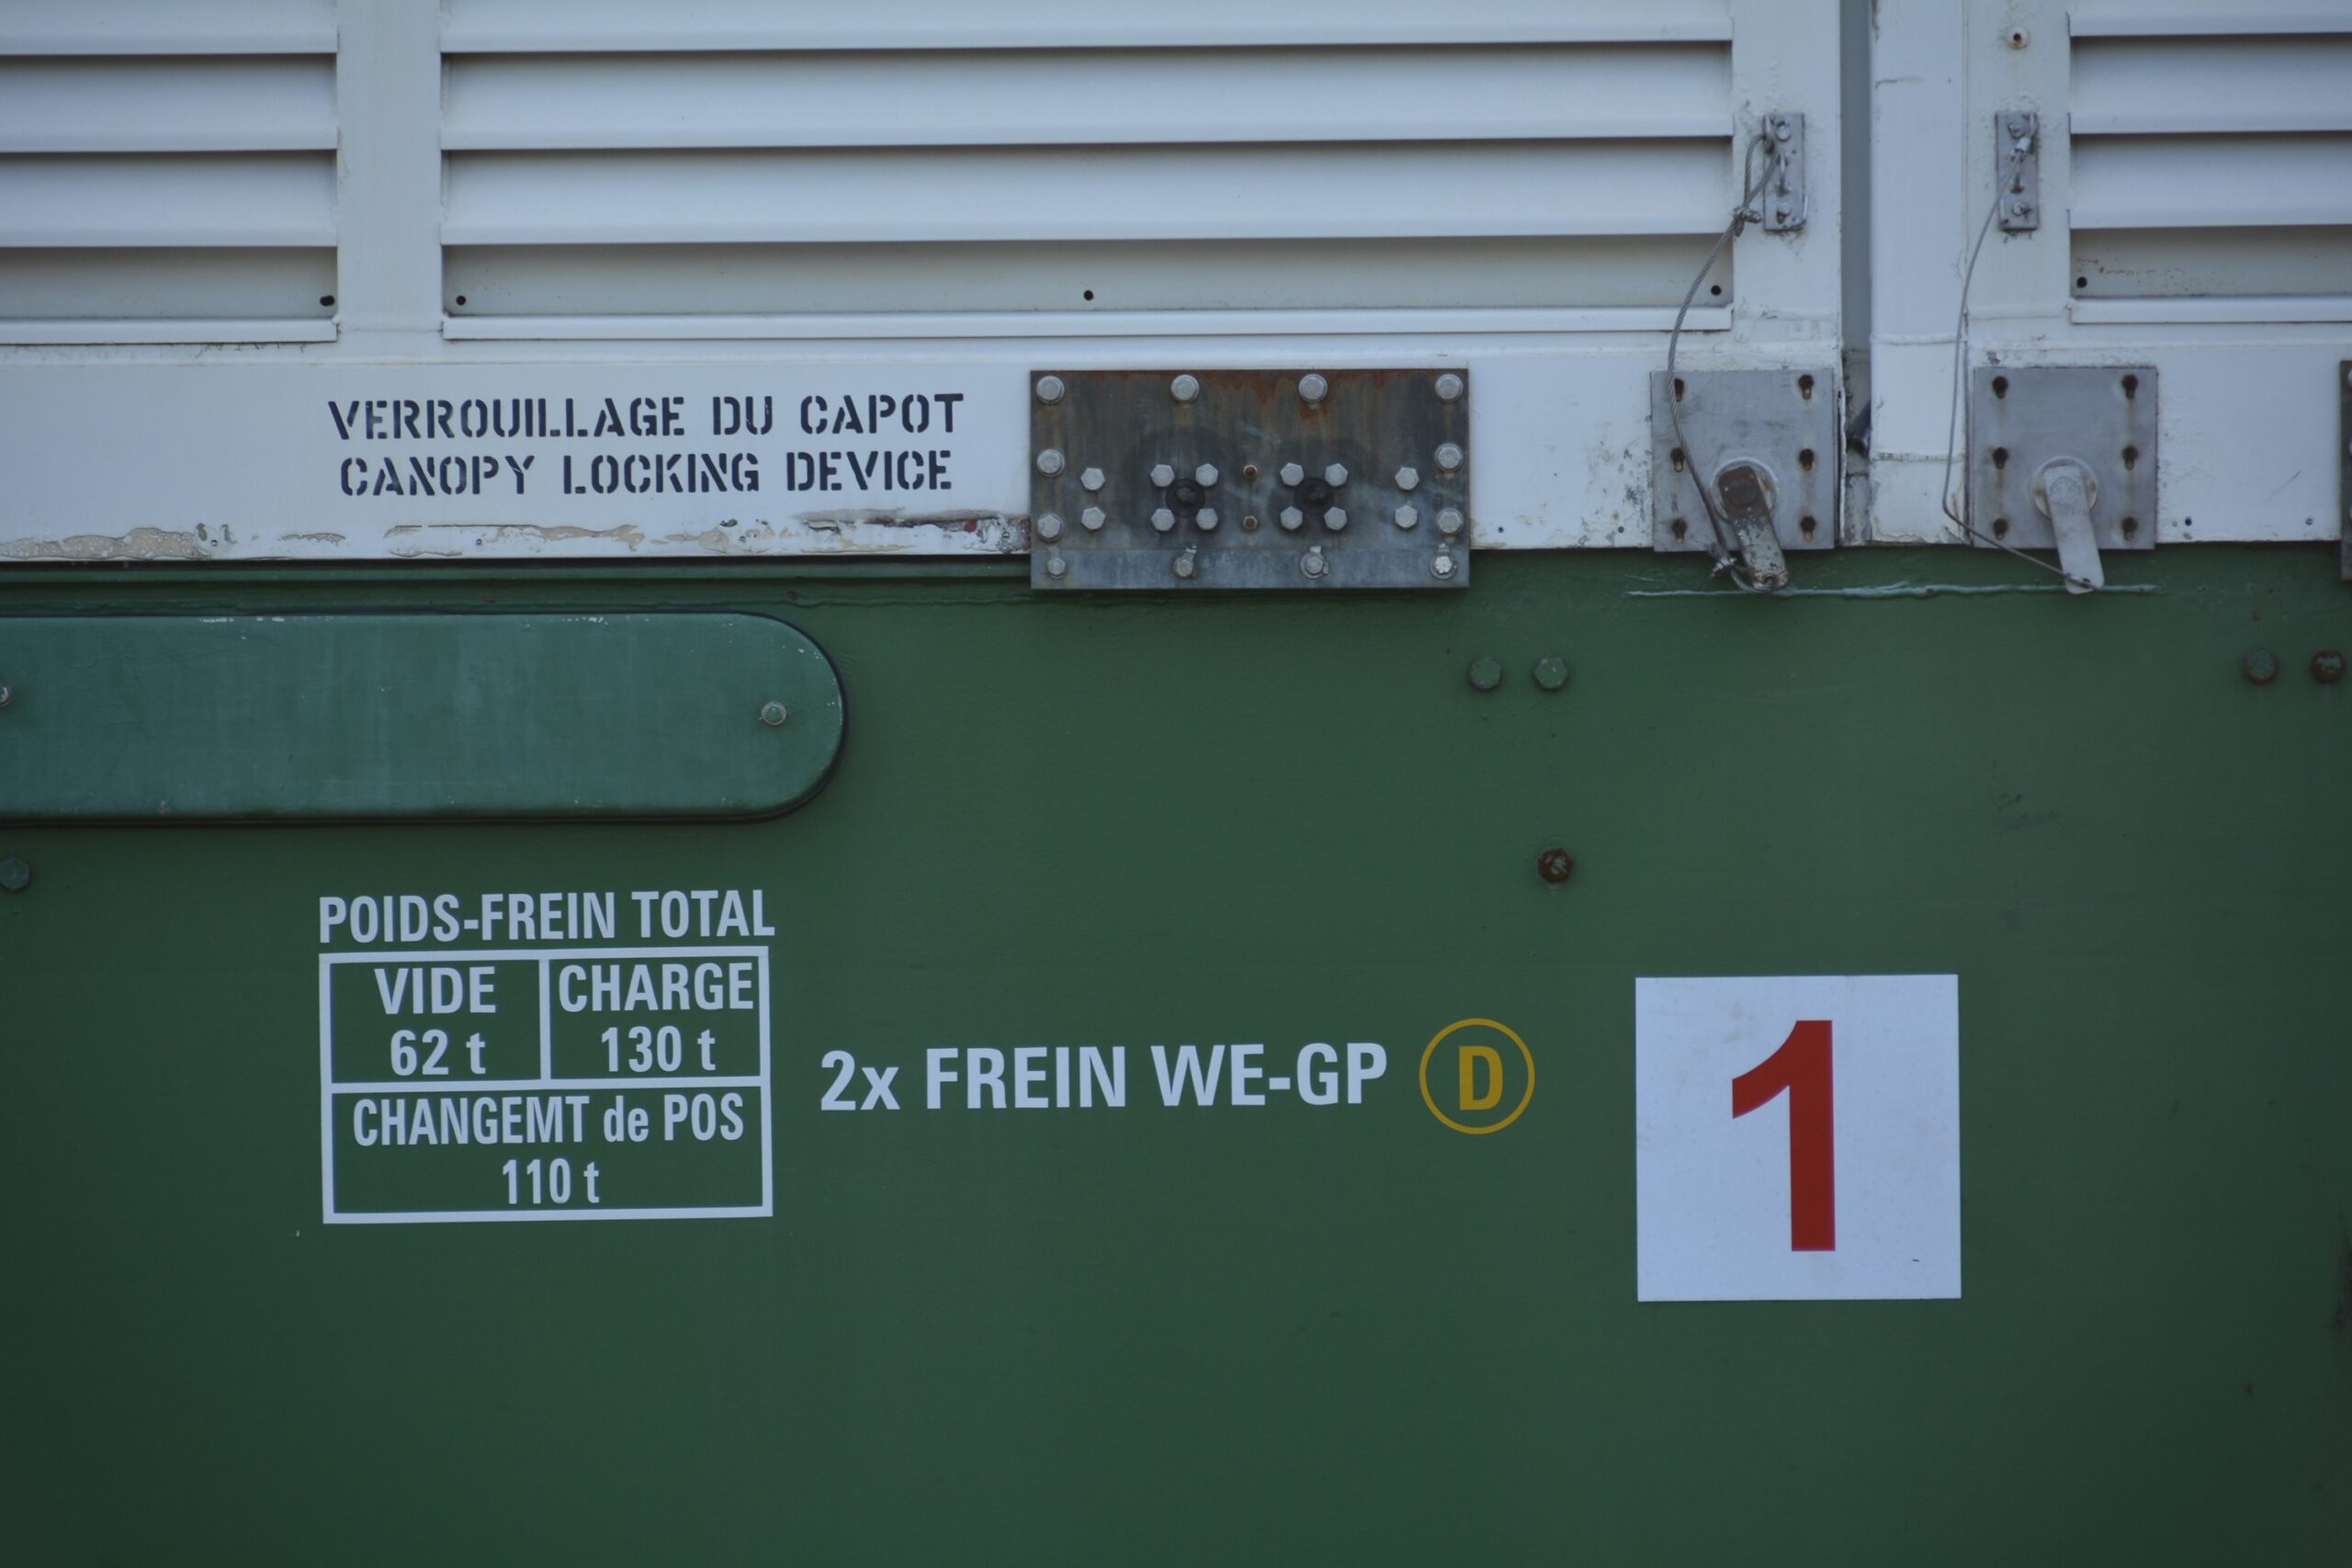 VERROUILLAGE DU CAPOT
CANOPY LOCKING DEVICE
POIDS-FREIN TOTAL
VIDE CHARGE
62 t 130 t
CHANGEMT de POS
110 t
2x FREIN WE-GP D
1